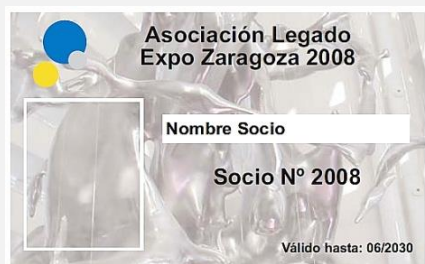 Asociación Legado
Expo Zaragoza 2008
Nombre Socio
Socio Nº 2008
Válido hasta: 06/2030